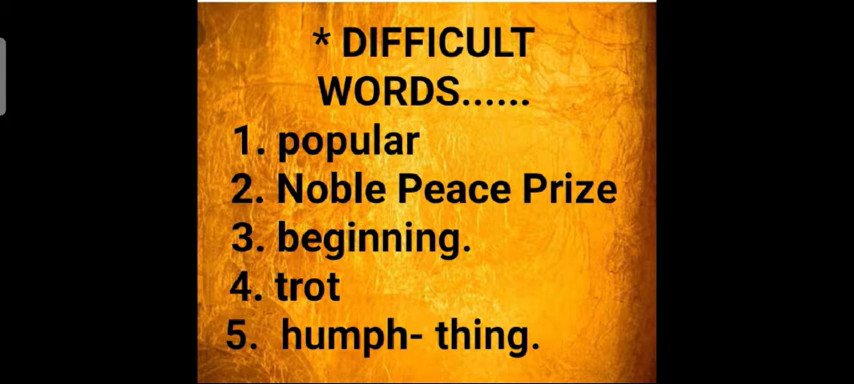 * DIFFICULT
WORDS......
1. popular
2. Noble Peace Prize
3. beginning.
4. trot
5. humph- thing.